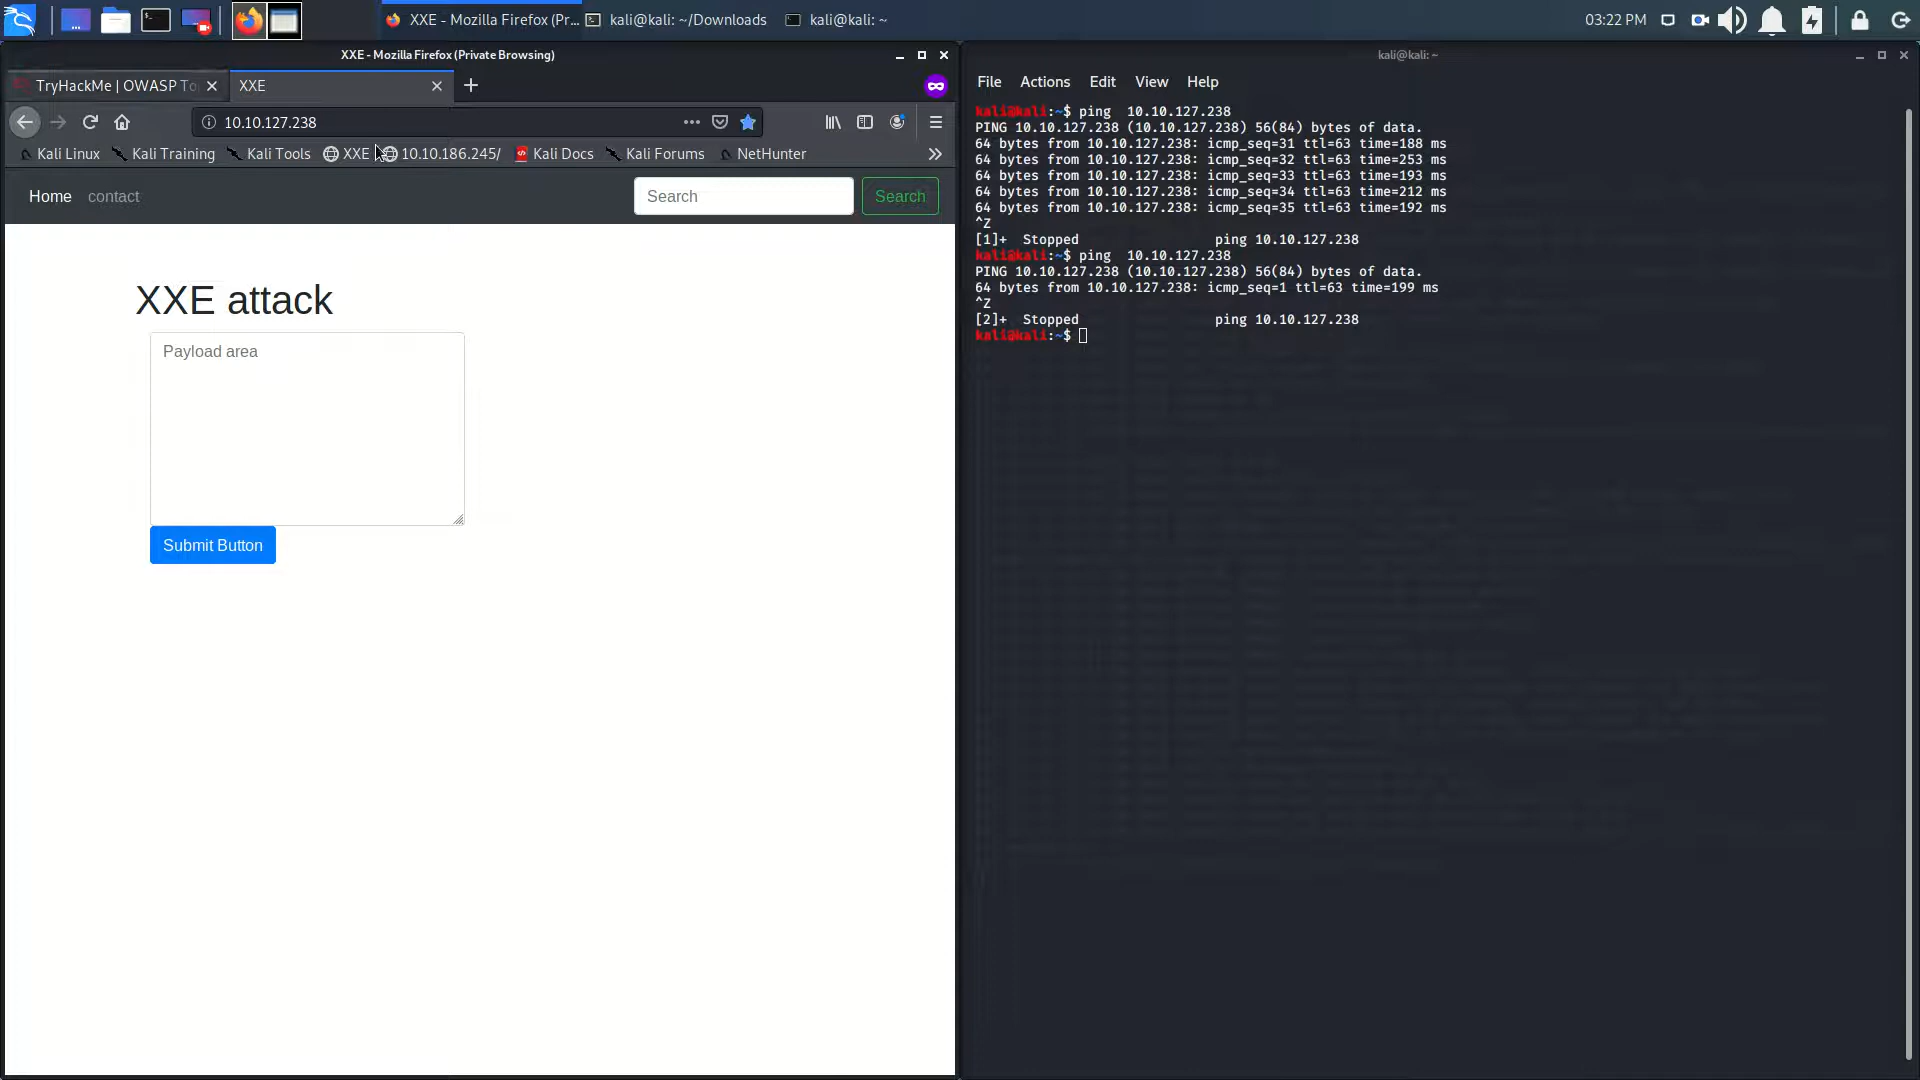 XXE - Mozilla Firefox (Pr...
kali@kali: ~/Downloads
kali@kali: ~
03:22 PM
XXE - Mozilla Firefox (Private Browsing)
TryHackMe | OWASP To
XXE
10.10.127.238
Kali Linux
Kali Training
Kali Tools
XXE
10.10.186.245/
Kali Docs
Kali Forums
NetHunter
Home
contact
Search
Search
XXE attack
Payload area
Submit Button
kali@kali: ~
File Actions Edit View Help
kali@kali:~$ ping  10.10.127.238
PING 10.10.127.238 (10.10.127.238) 56(84) bytes of data.
64 bytes from 10.10.127.238: icmp_seq=31 ttl=63 time=188 ms
64 bytes from 10.10.127.238: icmp_seq=32 ttl=63 time=253 ms
64 bytes from 10.10.127.238: icmp_seq=33 ttl=63 time=193 ms
64 bytes from 10.10.127.238: icmp_seq=34 ttl=63 time=212 ms
64 bytes from 10.10.127.238: icmp_seq=35 ttl=63 time=192 ms
^Z
[1]+  Stopped                 ping 10.10.127.238
kali@kali:~$ ping  10.10.127.238
PING 10.10.127.238 (10.10.127.238) 56(84) bytes of data.
64 bytes from 10.10.127.238: icmp_seq=1 ttl=63 time=199 ms
^Z
[2]+  Stopped                 ping 10.10.127.238
kali@kali:~$